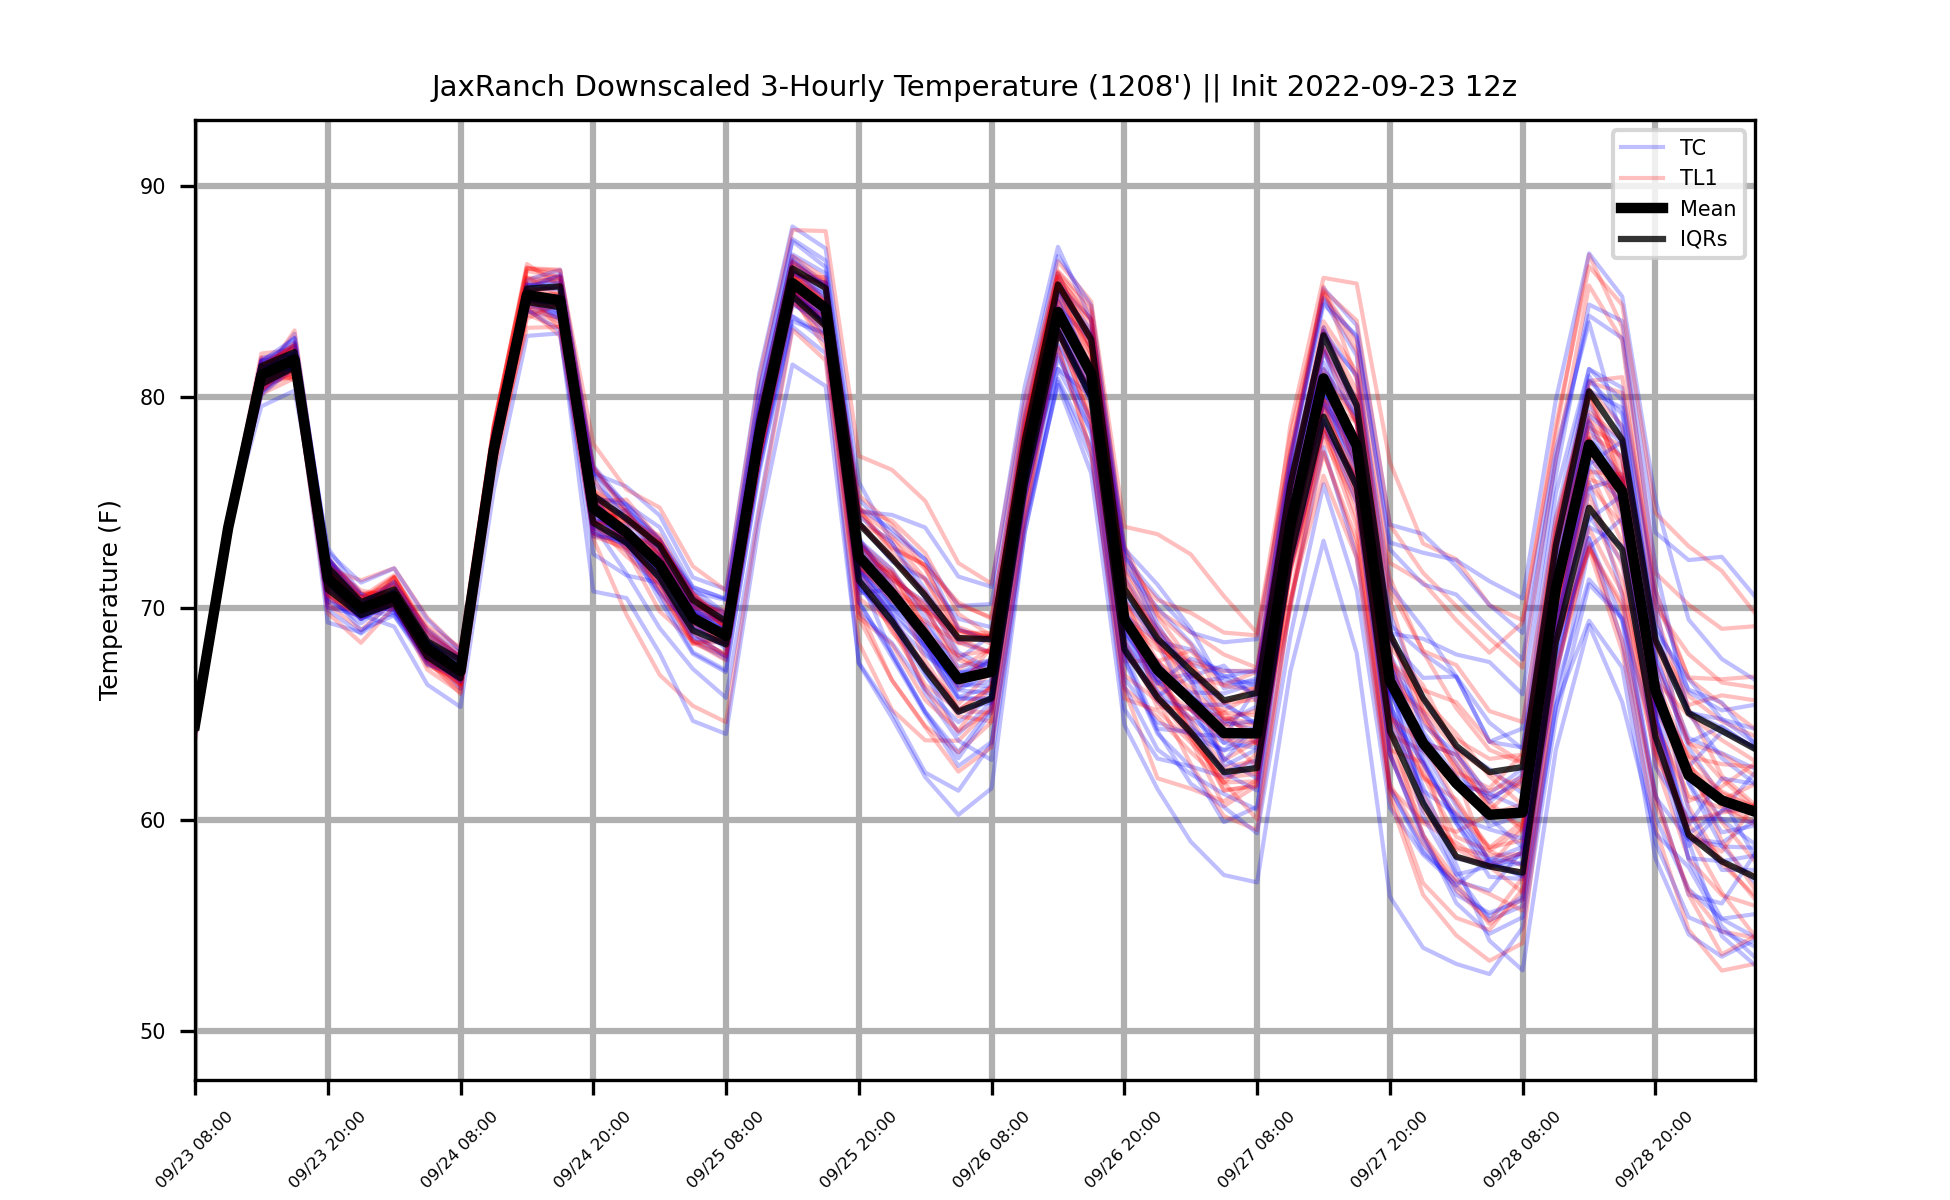 JaxRanch Downscaled 3-Hourly Temperature (1208') || Init 2022-09-23 12z
TC
TL1
Mean
IQRs
Temperature (F)
90
80
70
60
50
09/23 08:00
09/23 20:00
09/24 08:00
09/24 20:00
09/25 08:00
09/25 20:00
09/26 08:00
09/26 20:00
09/27 08:00
09/27 20:00
09/28 08:00
09/28 20:00